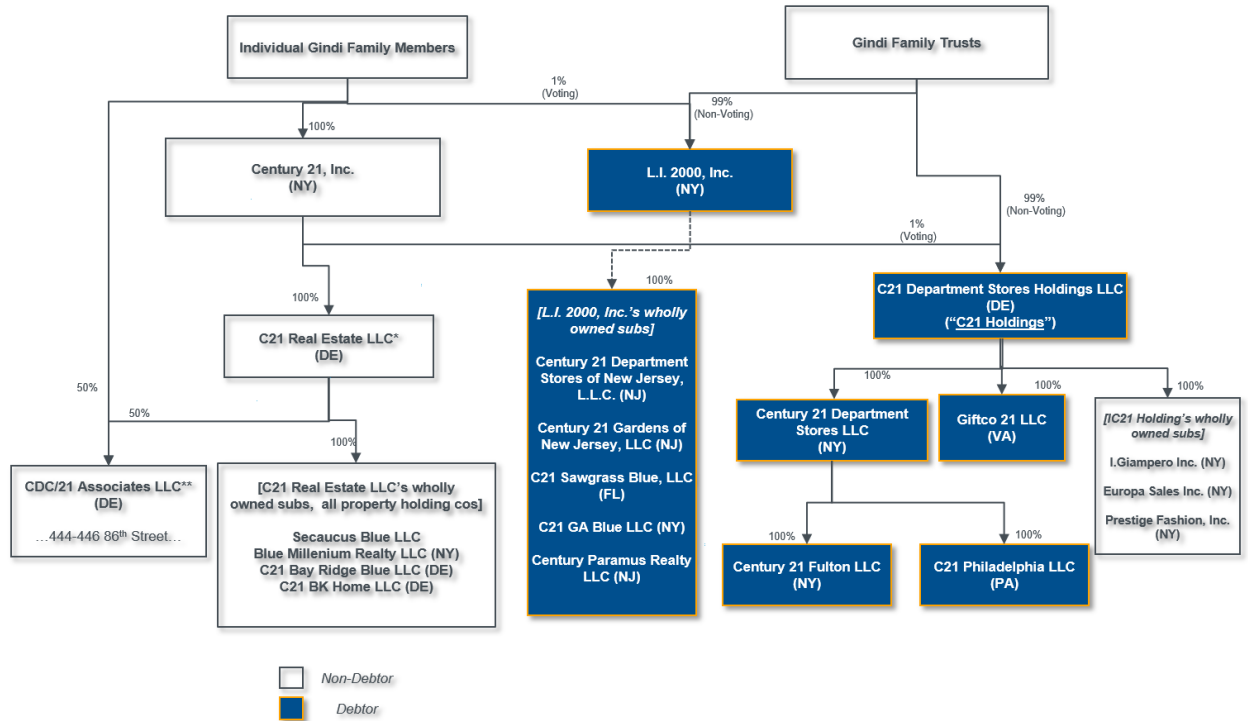 Individual Gindi Family Members
Gindi Family Trusts
1%
(Voting)
99%
(Non-Voting)
100%
Century 21, Inc.
(NY)
L.I. 2000, Inc.
(NY)
99%
(Non-Voting)
1%
(Voting)
100%
100%
C21 Real Estate LLC*
(DE)
[L.I. 2000, Inc.'s wholly
owned subs]
Century 21 Department
Stores of New Jersey,
L.L.C. (NJ)
Century 21 Gardens of
New Jersey, LLC (NJ)
C21 Sawgrass Blue, LLC
(FL)
C21 GA Blue LLC (NY)
Century Paramus Realty
LLC (NJ)
C21 Department Stores Holdings LLC
(DE)
("C21 Holdings")
50%
50%
100%
100%
100%
100%
CDC/21 Associates LLC**
(DE)
…444-446 86th Street…
[C21 Real Estate LLC's wholly
owned subs, all property holding cos]
Secaucus Blue LLC
Blue Millenium Realty LLC (NY)
C21 Bay Ridge Blue LLC (DE)
C21 BK Home LLC (DE)
Century 21 Department
Stores LLC
(NY)
Giftco 21 LLC
(VA)
[IC21 Holding's wholly
owned subs]
I.Giampero Inc. (NY)
Europa Sales Inc. (NY)
Prestige Fashion, Inc.
(NY)
100%
100%
Century 21 Fulton LLC
(NY)
C21 Philadelphia LLC
(PA)
Non-Debtor
Debtor